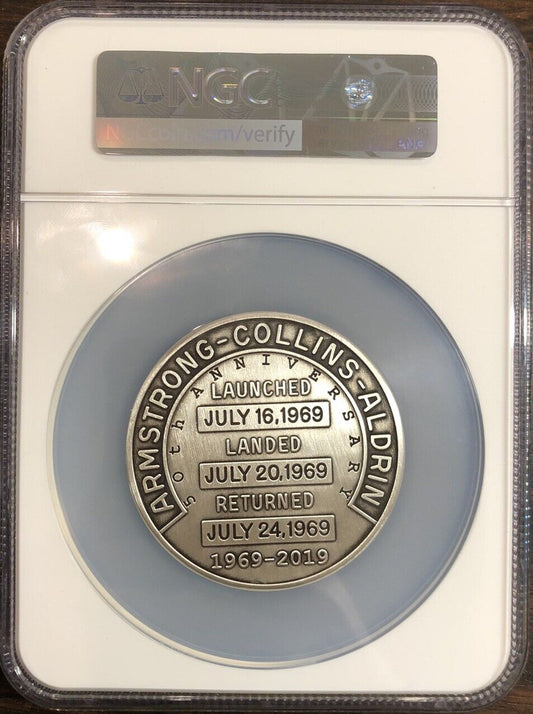 NGC
NGCcoin.com/verify
ARMSTRONG-COLLINS-ALDRIN
50th ANNIVERSARY
LAUNCHED
JULY 16,1969
LANDED
JULY 20,1969
RETURNED
JULY 24,1969
1969-2019